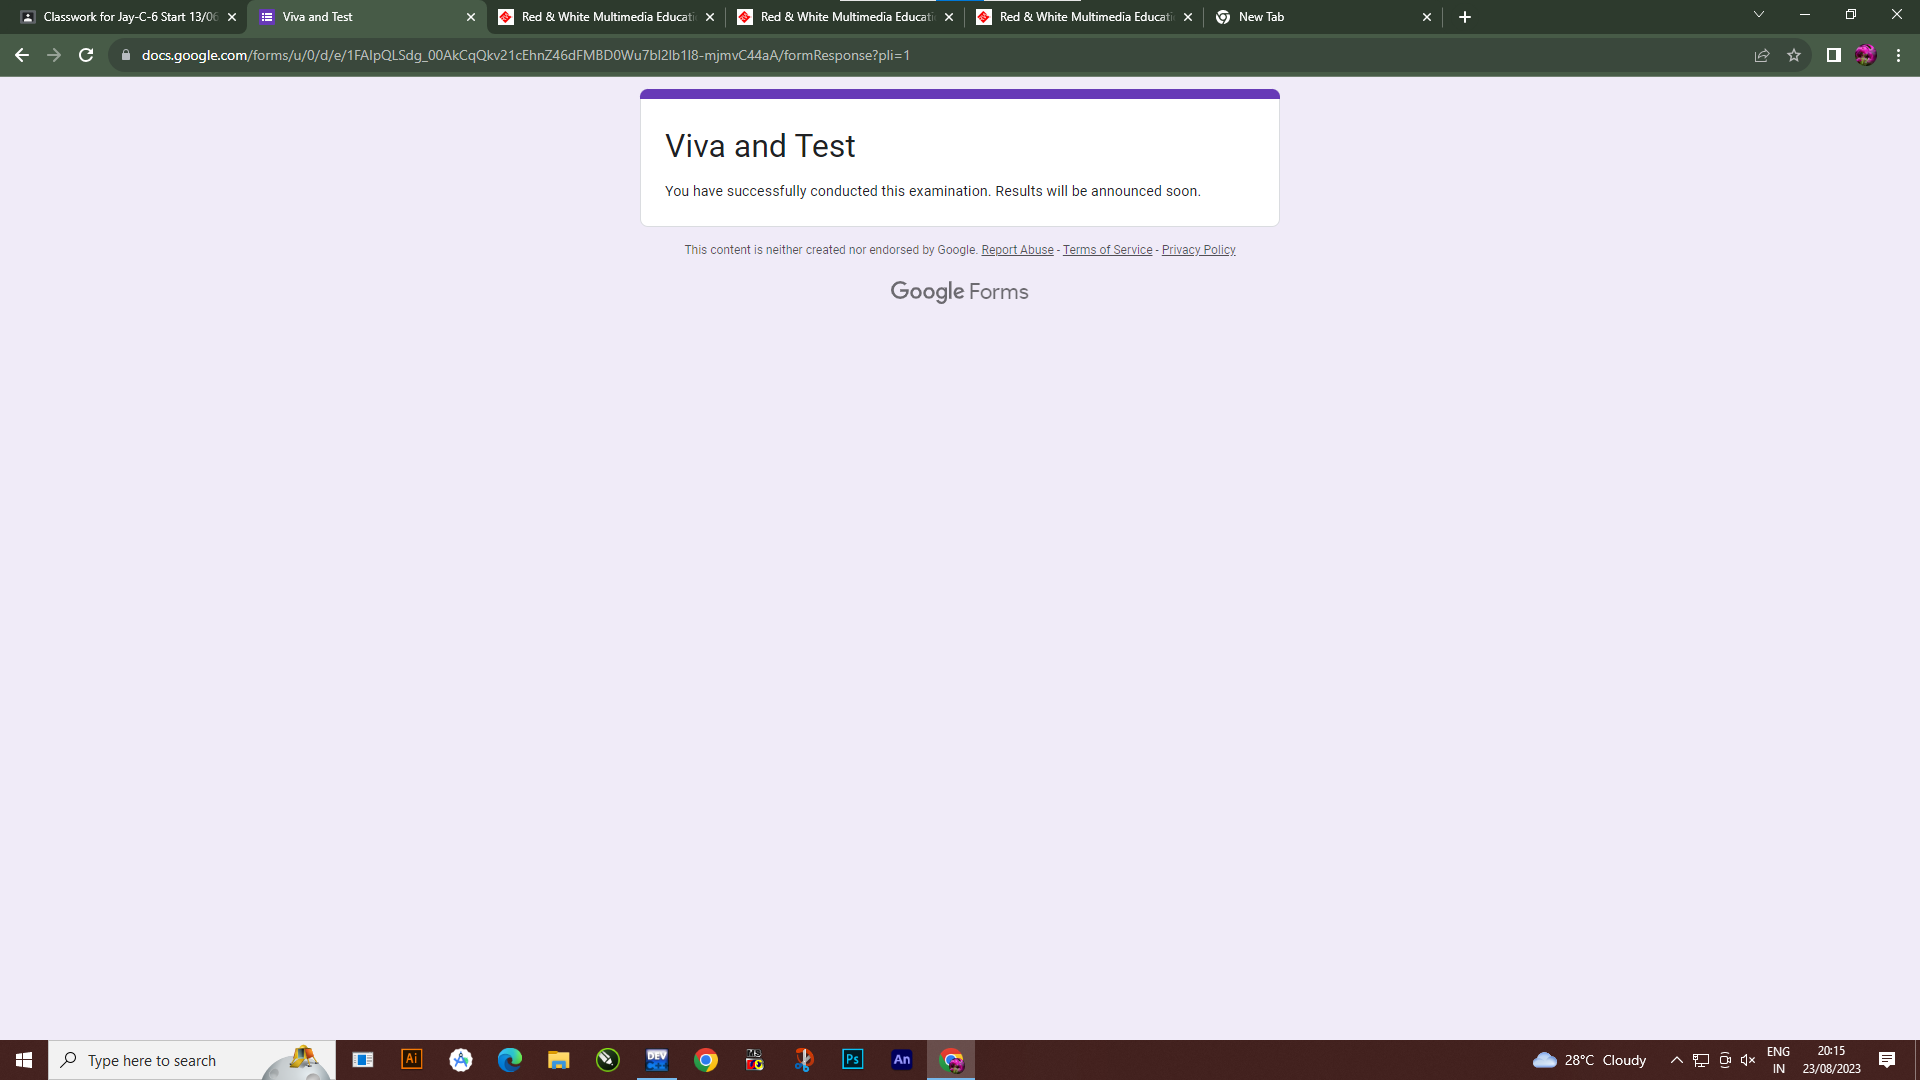 Classwork for Jay-C-6 Start 13/06
Viva and Test
Red & White Multimedia Educati
Red & White Multimedia Educati
Red & White Multimedia Educati
New Tab
docs.google.com/forms/u/0/d/e/1FAIpQLSdg_00AkCqQkv21cEhnZ46dFMBD0Wu7bl2Ib1I8-mjmvC44aA/formResponse?pli=1
Viva and Test
You have successfully conducted this examination. Results will be announced soon.
This content is neither created nor endorsed by Google. Report Abuse - Terms of Service - Privacy Policy
Google Forms
Type here to search
Ai
DEV
Ps
An
28°C Cloudy
ENG
IN
20:15
23/08/2023